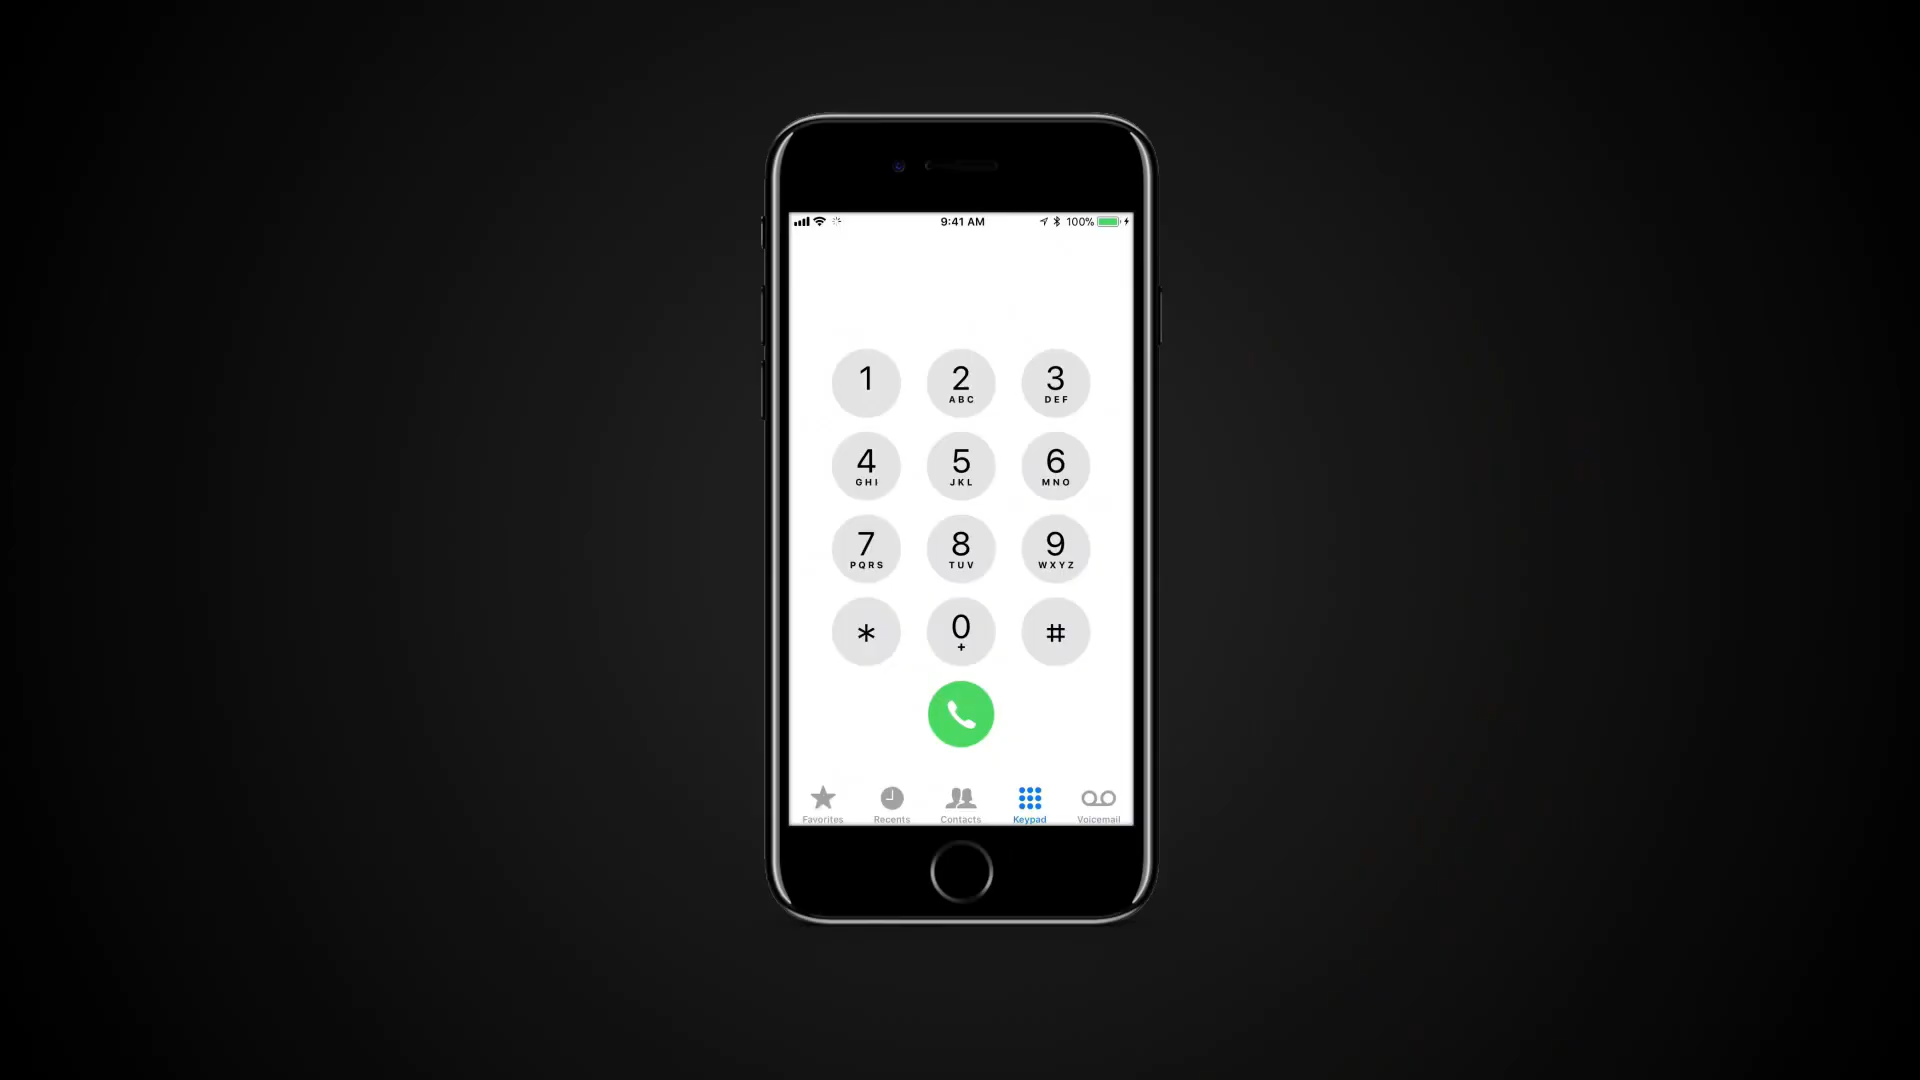 9:41 AM 100%
1 2 3
ABC DEF
4 5 6
GHI JKL MNO
7 8 9
PQRS TUV WXYZ
* 0 #
+
Favorites Recents Contacts Keypad Voicemail